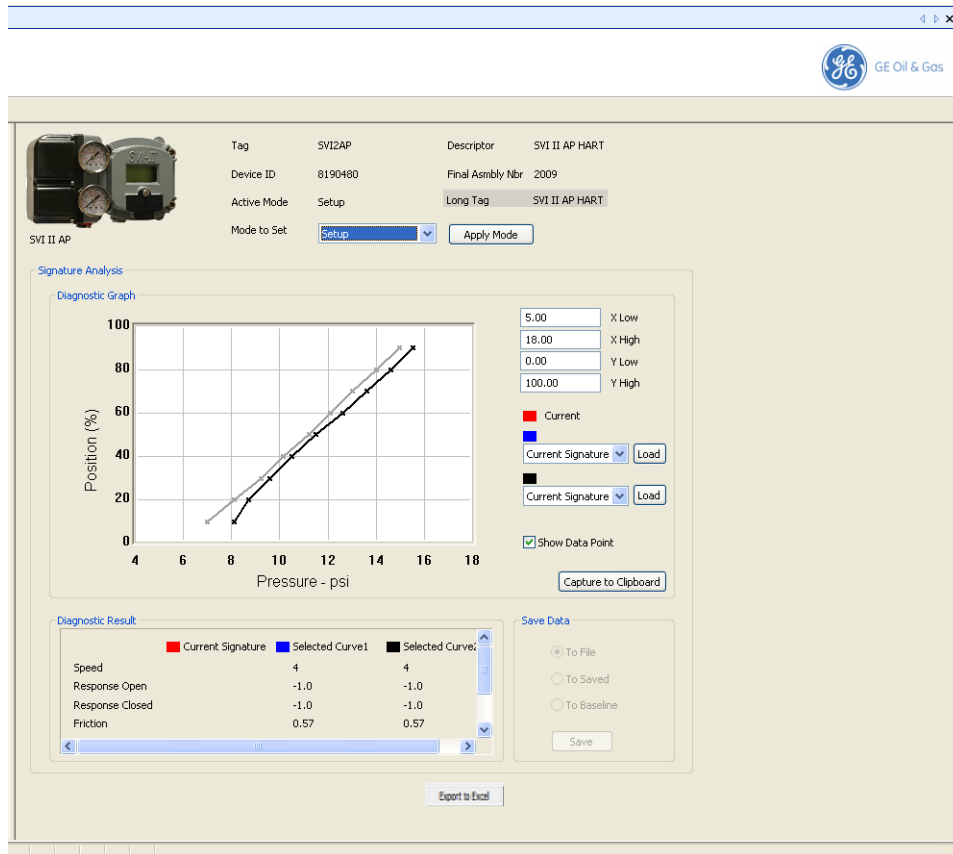 GE Oil & Gas
SVI-II
SVI II AP
Tag SVI2AP Descriptor SVI II AP HART
Device ID 8190480 Final Asmbly Nbr 2009
Active Mode Setup Long Tag SVI II AP HART
Mode to Set Setup Apply Mode
Signature Analysis
Diagnostic Graph
100
80
60
40
20
0
Position (%)
4 6 8 10 12 14 16 18
Pressure - psi
5.00 X Low
18.00 X High
0.00 Y Low
100.00 Y High
Current
Current Signature Load
Current Signature Load
Show Data Point
Capture to Clipboard
Diagnostic Result
Current Signature Selected Curve1 Selected Curve2
Speed 4 4
Response Open -1.0 -1.0
Response Closed -1.0 -1.0
Friction 0.57 0.57
Save Data
To File
To Saved
To Baseline
Save
Export to Excel